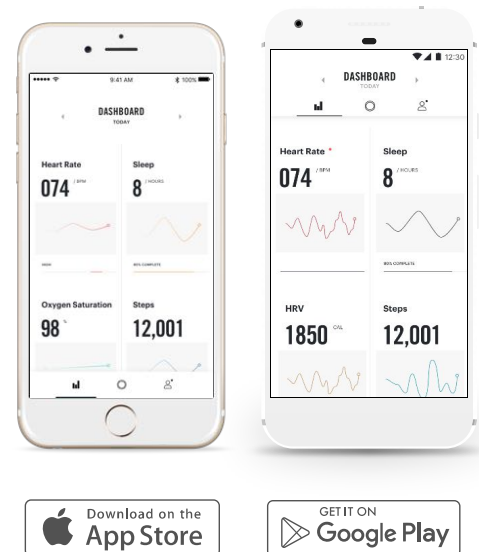 9:41 AM
100%
DASHBOARD
TODAY
Heart Rate
Sleep
074 / BPM
8 / HOURS
80% COMPLETE
Oxygen Saturation
Steps
98 %
12,001
12:30
DASHBOARD
TODAY
Heart Rate
Sleep
074 / BPM
8 / HOURS
80% COMPLETE
HRV
Steps
1850 CAL
12,001
Download on the
App Store
GET IT ON
Google Play